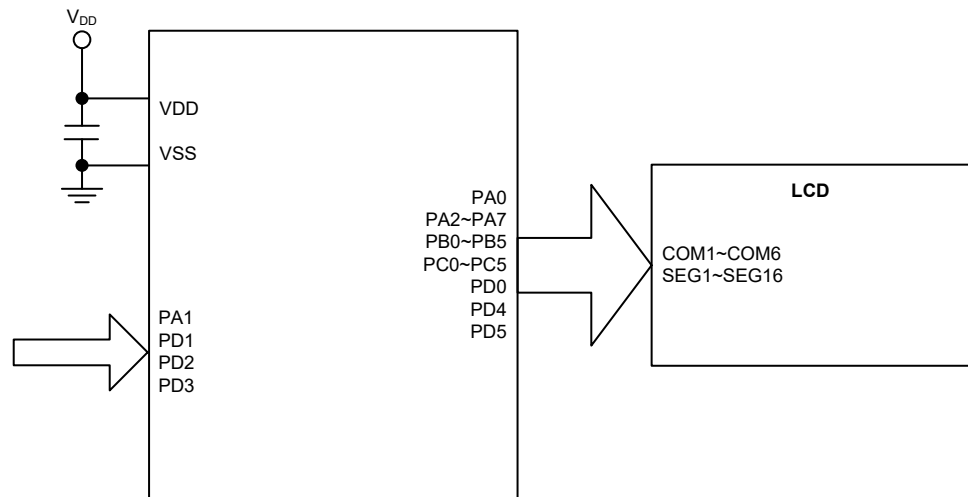 VDD
VDD
VSS
PA1
PD1
PD2
PD3
PA0
PA2~PA7
PB0~PB5
PC0~PC5
PD0
PD4
PD5
LCD
COM1~COM6
SEG1~SEG16